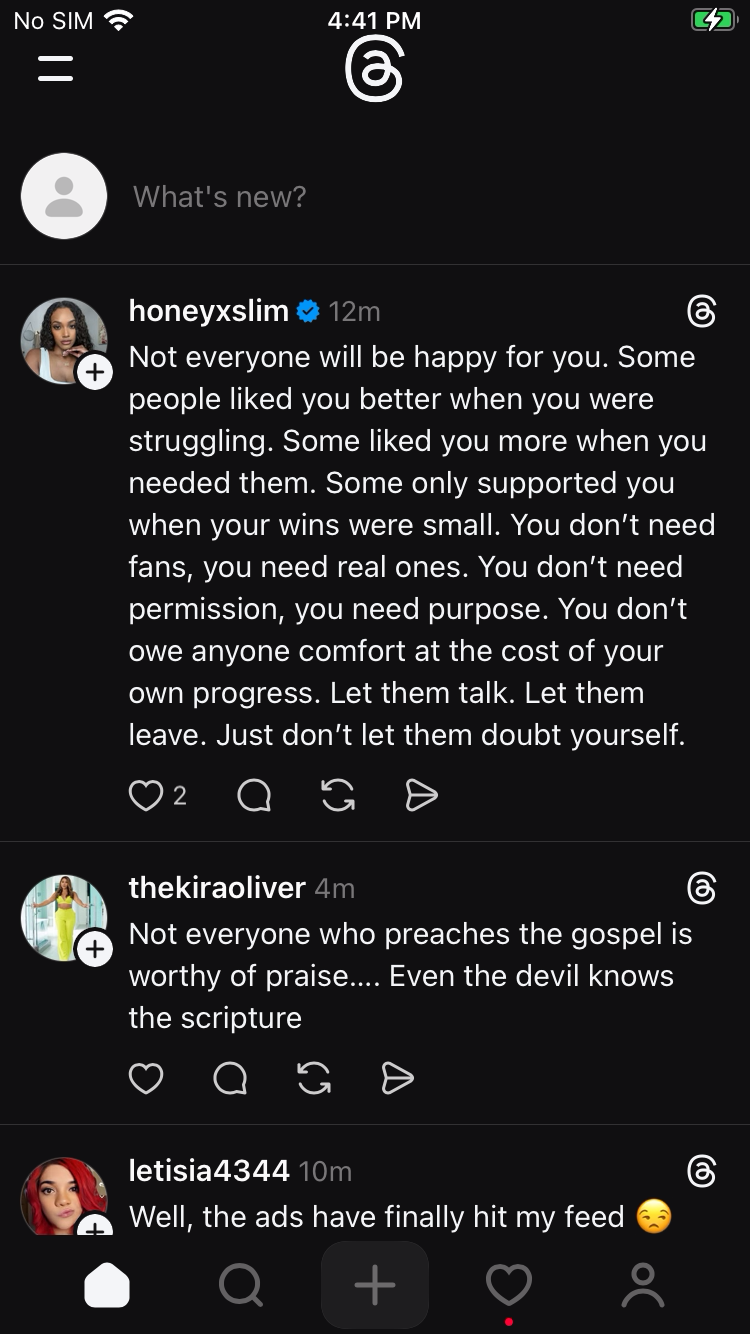 No SIM 4:41 PM
What's new?
honeyxslim 12m
Not everyone will be happy for you. Some
people liked you better when you were
struggling. Some liked you more when you
needed them. Some only supported you
when your wins were small. You don’t need
fans, you need real ones. You don’t need
permission, you need purpose. You don’t
owe anyone comfort at the cost of your
own progress. Let them talk. Let them
leave. Just don’t let them doubt yourself.
2
thekiraoliver 4m
Not everyone who preaches the gospel is
worthy of praise…. Even the devil knows
the scripture
letisia4344 10m
Well, the ads have finally hit my feed 😒